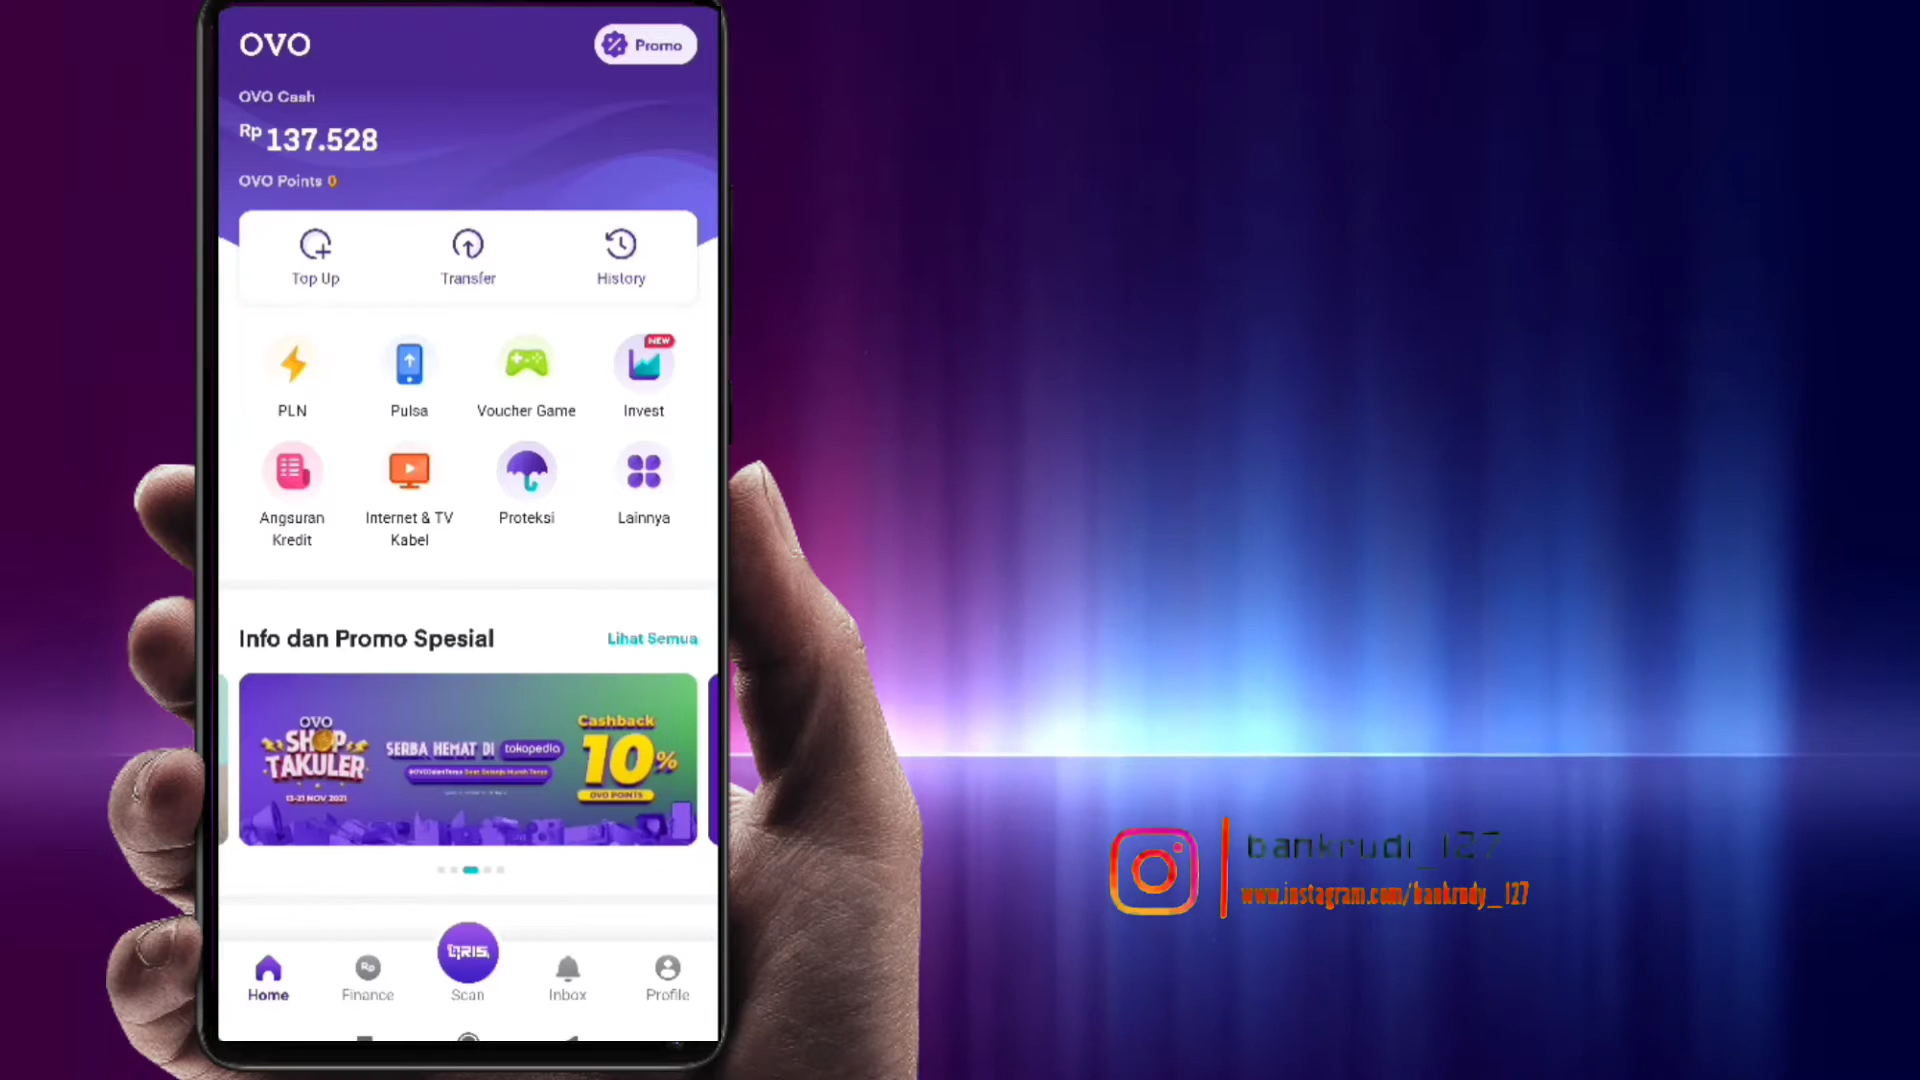 OVO
Promo
OVO Cash
Rp 137.528
OVO Points 0
Top Up
Transfer
History
NEW
PLN
Pulsa
Voucher Game
Invest
Angsuran Kredit
Internet & TV Kabel
Proteksi
Lainnya
Info dan Promo Spesial
Lihat Semua
OVO
SHOP
TAKULER
13-21 NOV 2021
SERBA HEMAT DI tokopedia
Cashback
10%
OVO POINTS
bankrudi_127
www.instagram.com/bankrudy_127
QRIS
Home
Finance
Scan
Inbox
Profile
Rp